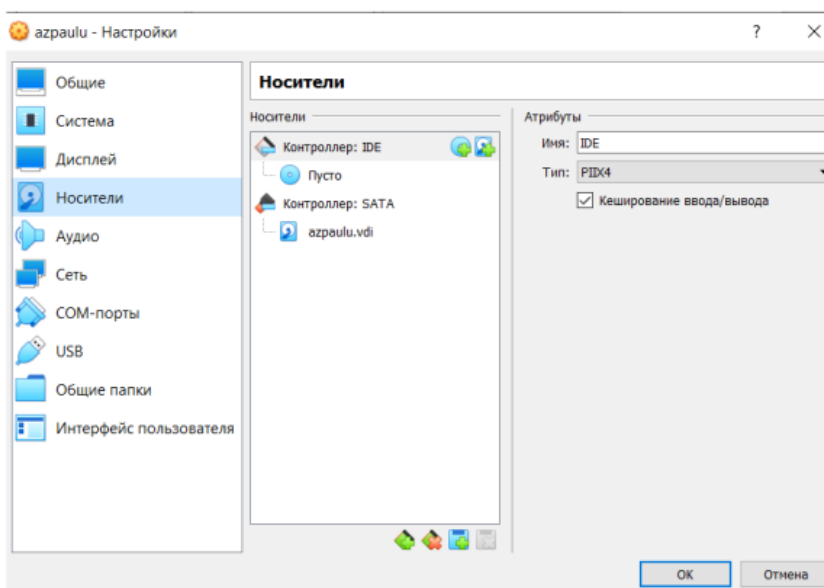 azpaulu - Настройки
?
Общие
Система
Дисплей
Носители
Аудио
Сеть
COM-порты
USB
Общие папки
Интерфейс пользователя
Носители
Носители
Контроллер: IDE
Пусто
Контроллер: SATA
azpaulu.vdi
Атрибуты
Имя: IDE
Тип: PIIX4
Кеширование ввода/вывода
OK
Отмена